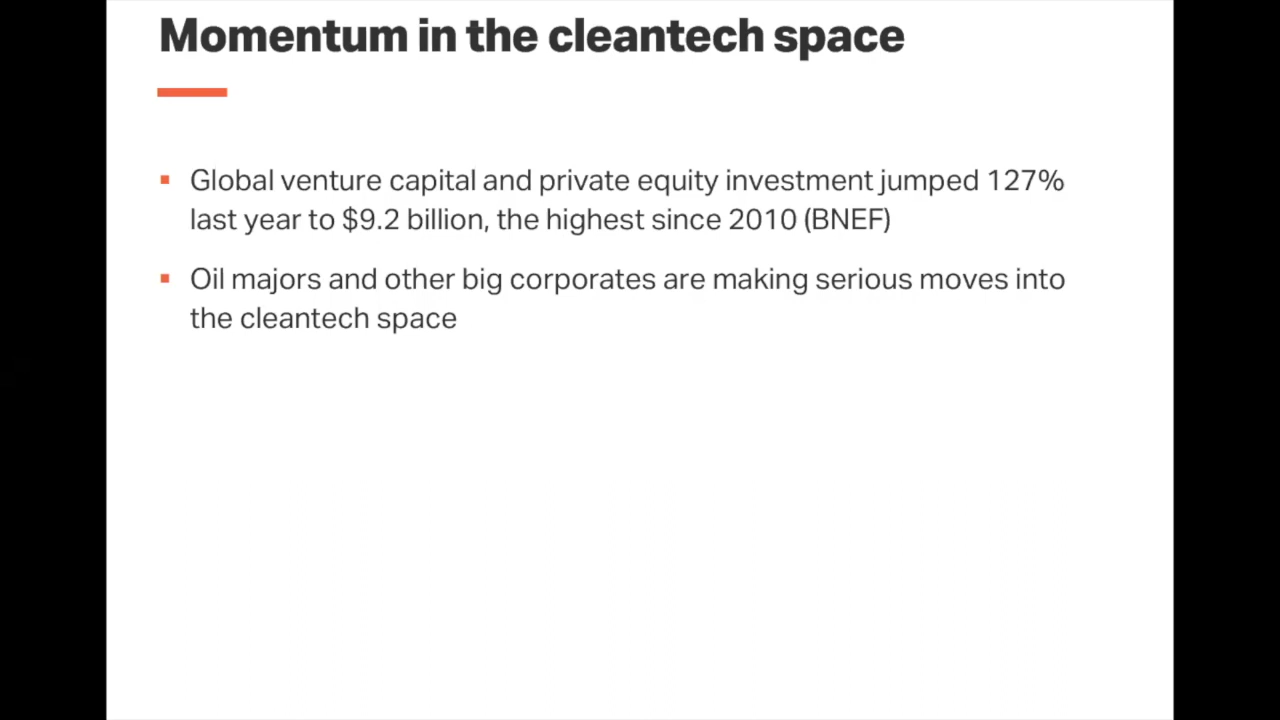 Momentum in the cleantech space
Global venture capital and private equity investment jumped 127%
last year to $9.2 billion, the highest since 2010 (BNEF)
Oil majors and other big corporates are making serious moves into
the cleantech space